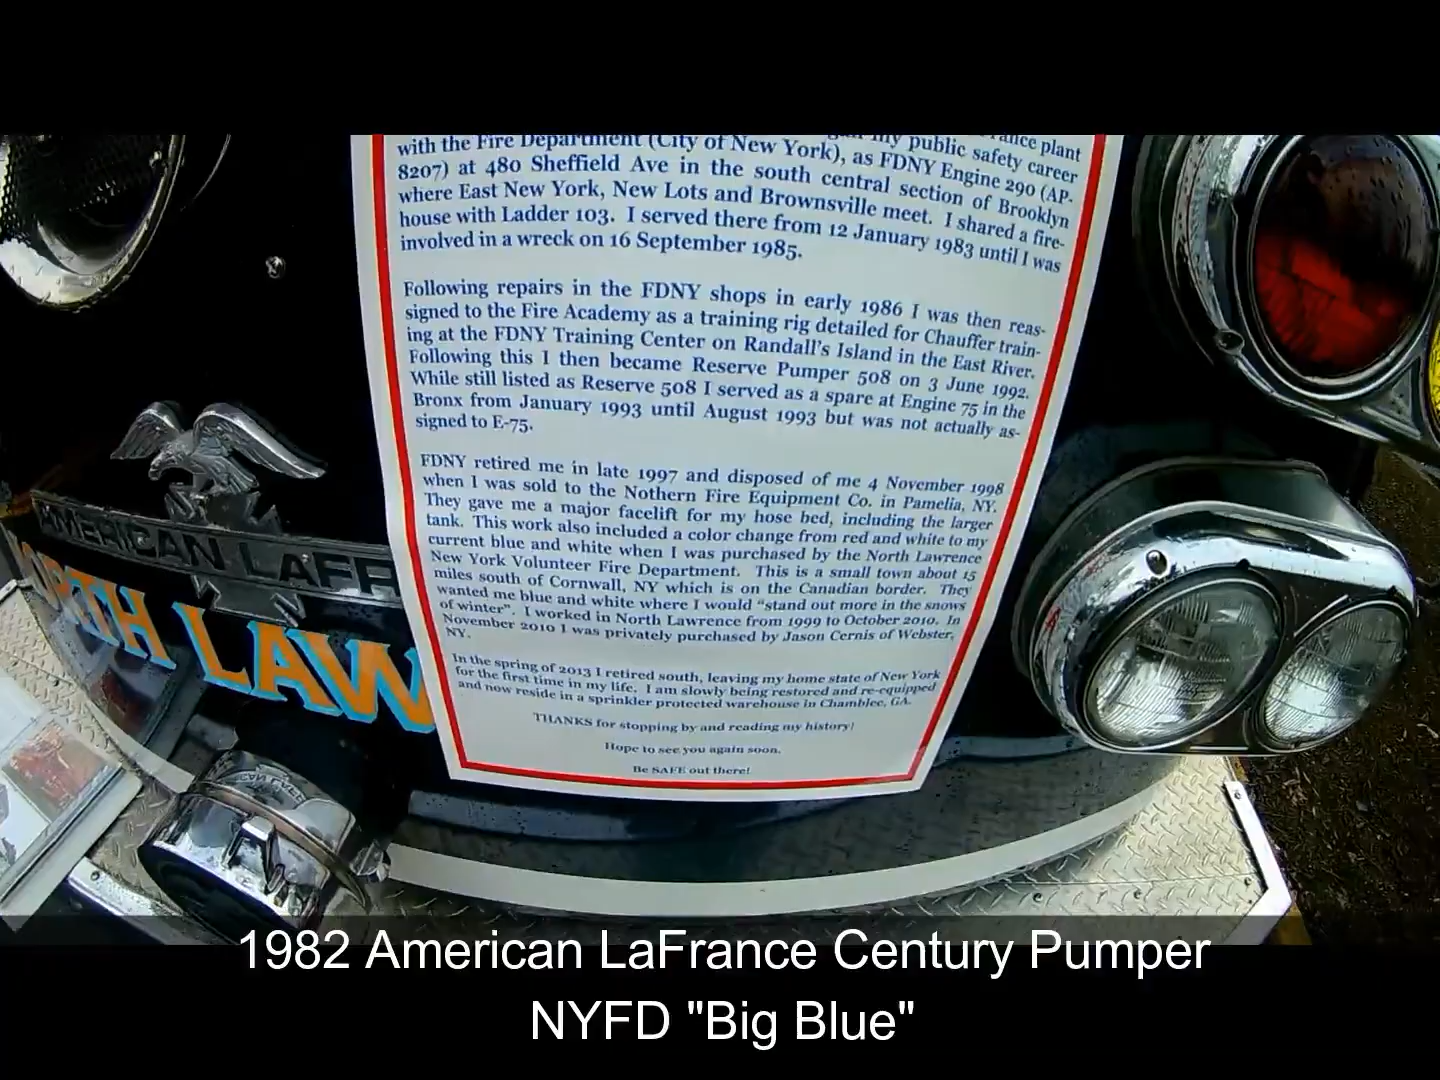 rance plant
my public safety career
with the Fire Department (City of New York), as FDNY Engine 290 (AP-
8207) at 480 Sheffield Ave in the south central section of Brooklyn
where East New York, New Lots and Brownsville meet. I shared a fire-
house with Ladder 103. I served there from 12 January 1983 until I was
involved in a wreck on 16 September 1985.
Following repairs in the FDNY shops in early 1986 I was then reas-
signed to the Fire Academy as a training rig detailed for Chauffer train-
ing at the FDNY Training Center on Randall's Island in the East River.
Following this I then became Reserve Pumper 508 on 3 June 1992.
While still listed as Reserve 508 I served as a spare at Engine 75 in the
Bronx from January 1993 until August 1993 but was not actually as-
signed to E-75.
FDNY retired me in late 1997 and disposed of me 4 November 1998
when I was sold to the Nothern Fire Equipment Co. in Pamelia, NY.
They gave me a major facelift for my hose bed, including the larger
tank. This work also included a color change from red and white to my
current blue and white when I was purchased by the North Lawrence
New York Volunteer Fire Department. This is a small town about 15
miles south of Cornwall, NY which is on the Canadian border. They
wanted me blue and white where I would "stand out more in the snows
of winter". I worked in North Lawrence from 1999 to October 2010. In
November 2010 I was privately purchased by Jason Cernis of Webster,
NY.
In the spring of 2013 I retired south, leaving my home state of New York
for the first time in my life. I am slowly being restored and re-equipped
and now reside in a sprinkler protected warehouse in Chamblee, GA.
THANKS for stopping by and reading my history!
Hope to see you again soon.
Be SAFE out there!
AMERICAN LAFR
ORTH LAW
1982 American LaFrance Century Pumper
NYFD "Big Blue"